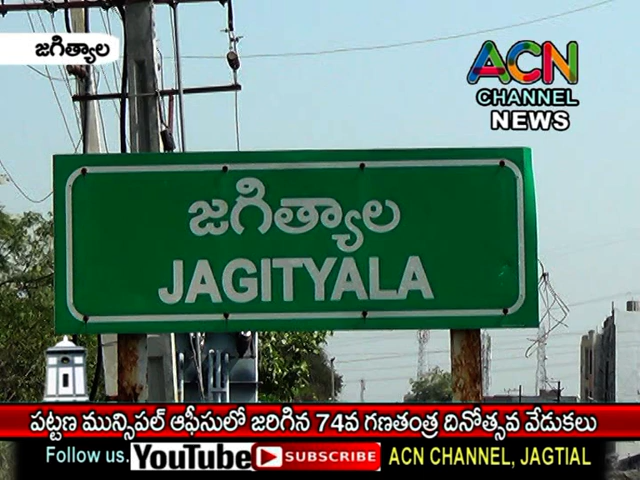 జగిత్యాల
ACN
CHANNEL
NEWS
జగిత్యాల
JAGITYALA
పట్టణ మున్సిపల్ ఆఫీసులో జరిగిన 74వ గణతంత్ర దినోత్సవ వేడుకలు
Follow us. YouTube SUBSCRIBE ACN CHANNEL, JAGTIAL